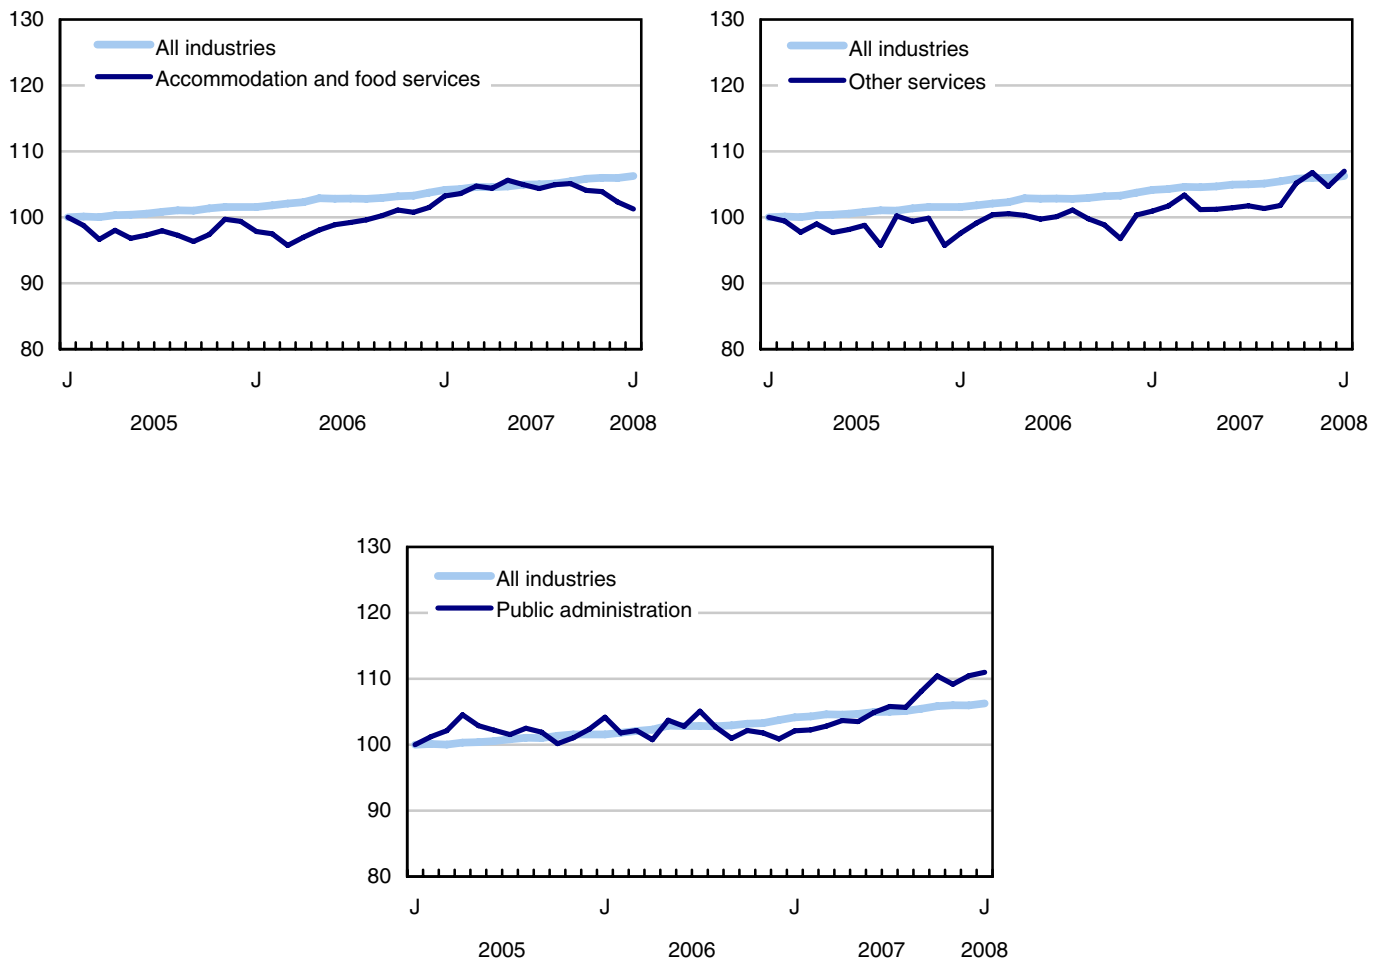 130
120
110
100
90
80
All industries
Accommodation and food services
J J J J
2005 2006 2007 2008
130
120
110
100
90
80
All industries
Other services
J J J J
2005 2006 2007 2008
130
120
110
100
90
80
All industries
Public administration
J J J J
2005 2006 2007 2008